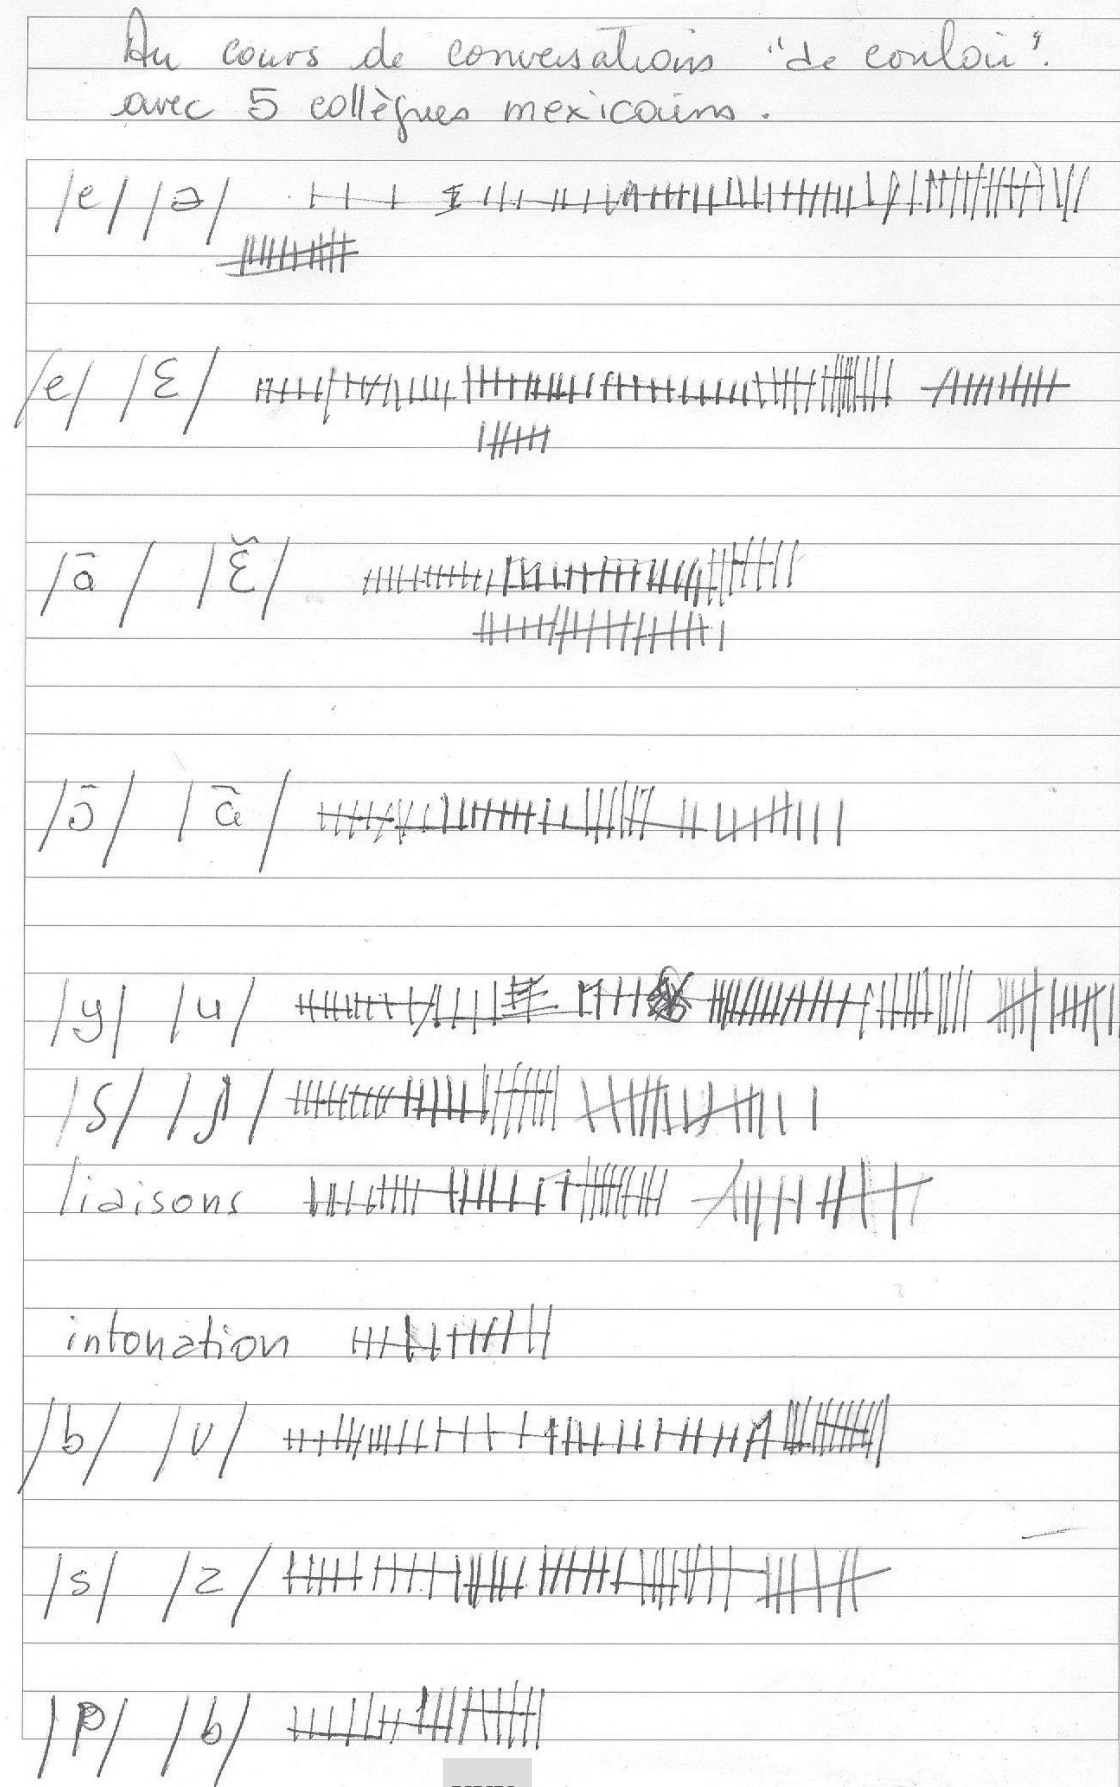 Au cours de conversations "de couloir".
avec 5 collègues mexicains.
/e/ /ə/
/e/ /ɛ/
/ã/ /ɛ̃/
/ɔ̃/ /ã/
/y/ /u/
/S/ /ʃ/
liaisons
intonation
/b/ /v/
/s/ /z/
/p/ /b/